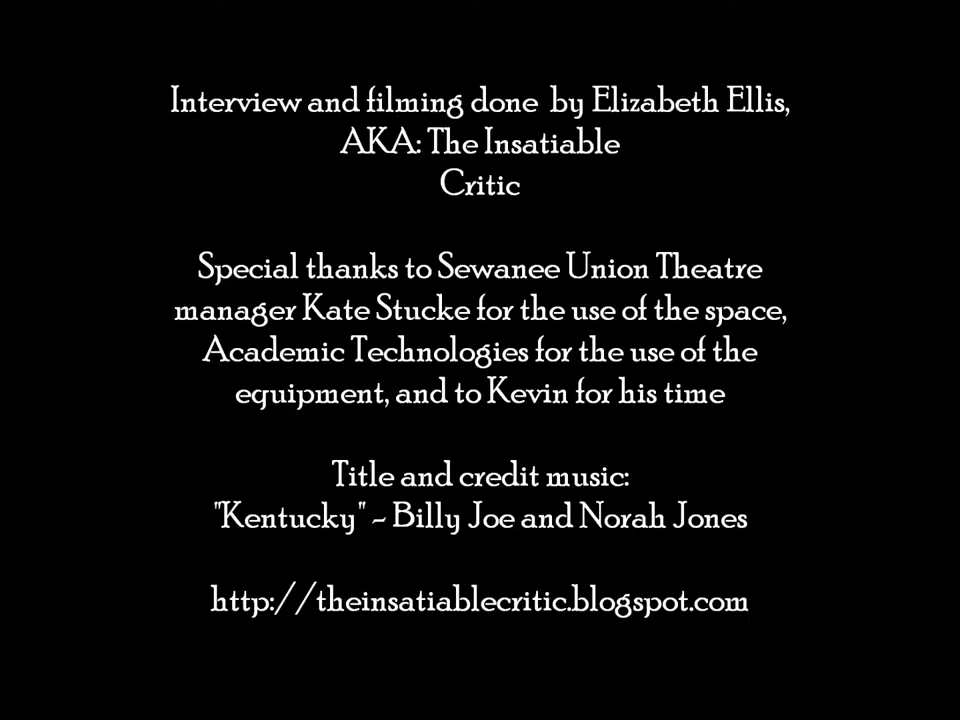 Interview and filming done by Elizabeth Ellis,
AKA: The Insatiable
Critic
Special thanks to Sewanee Union Theatre
manager Kate Stucke for the use of the space,
Academic Technologies for the use of the
equipment, and to Kevin for his time
Title and credit music:
"Kentucky" - Billy Joe and Norah Jones
http://theinsatiablecritic.blogspot.com